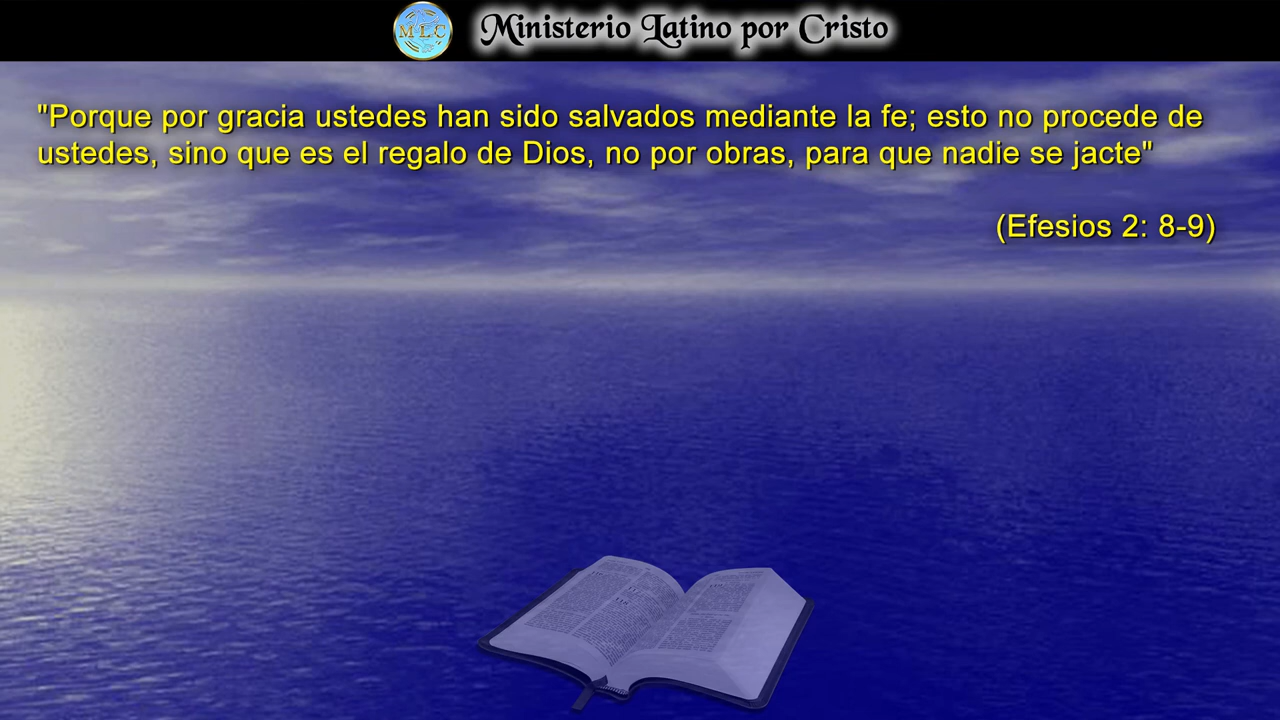 MLC Ministerio Latino por Cristo
"Porque por gracia ustedes han sido salvados mediante la fe; esto no procede de
ustedes, sino que es el regalo de Dios, no por obras, para que nadie se jacte"
(Efesios 2: 8-9)